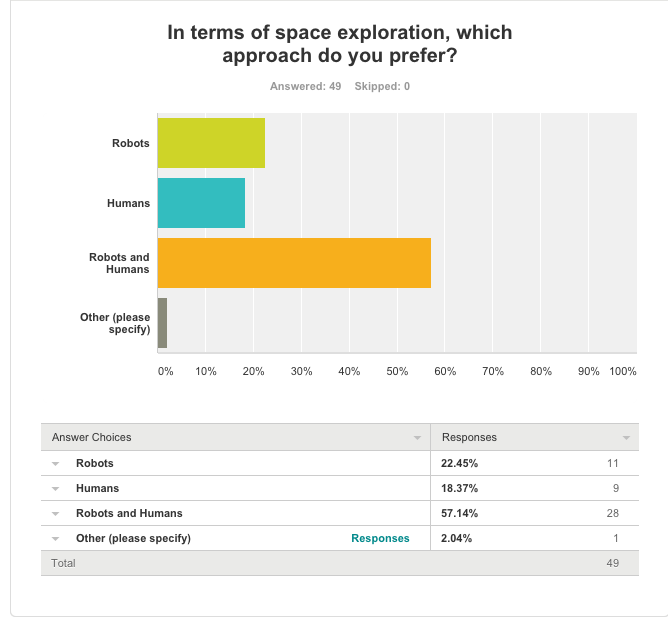 In terms of space exploration, which
approach do you prefer?
Answered: 49 Skipped: 0
Robots
Humans
Robots and
Humans
Other (please
specify)
0% 10% 20% 30% 40% 50% 60% 70% 80% 90% 100%
Answer Choices Responses
Robots 22.45% 11
Humans 18.37% 9
Robots and Humans 57.14% 28
Other (please specify) Responses 2.04% 1
Total 49